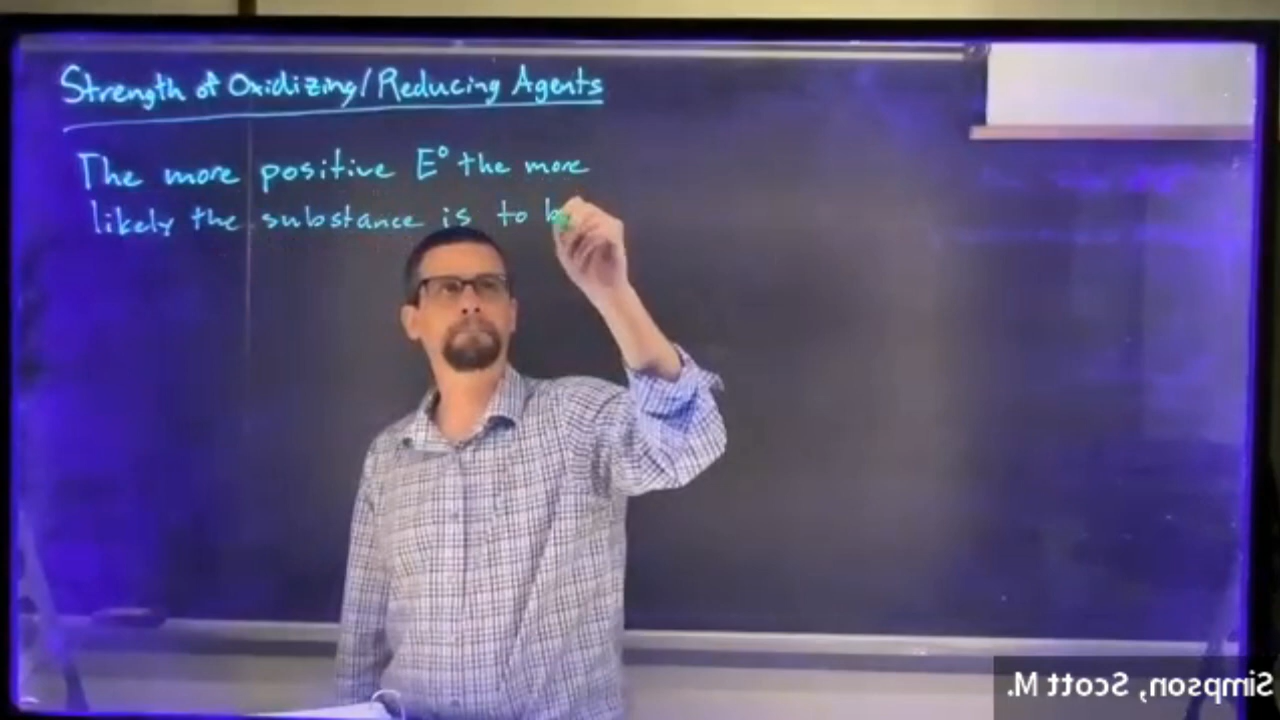 Strength of Oxidizing/Reducing Agents
The more positive E° the more
likely the substance is to b
Simpson, Scott M.